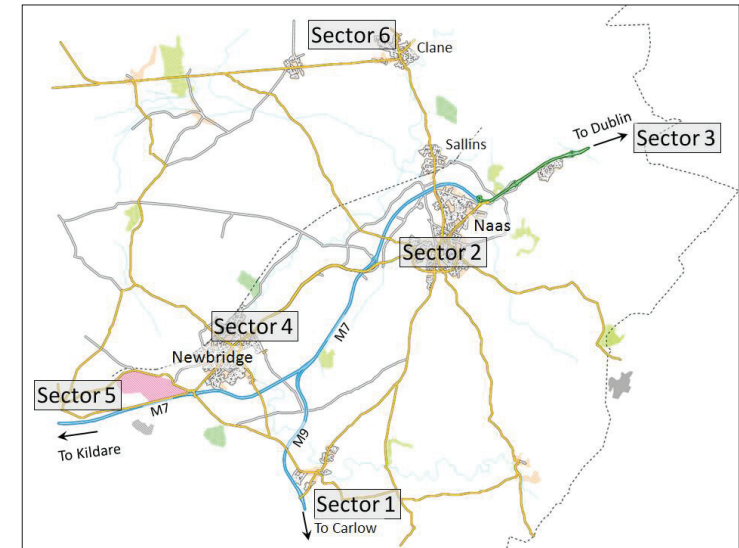 Sector 6
Clane
Sallins
To Dublin
Sector 3
Naas
Sector 2
M7
Sector 4
Newbridge
Sector 5
M7
To Kildare
M9
Sector 1
To Carlow